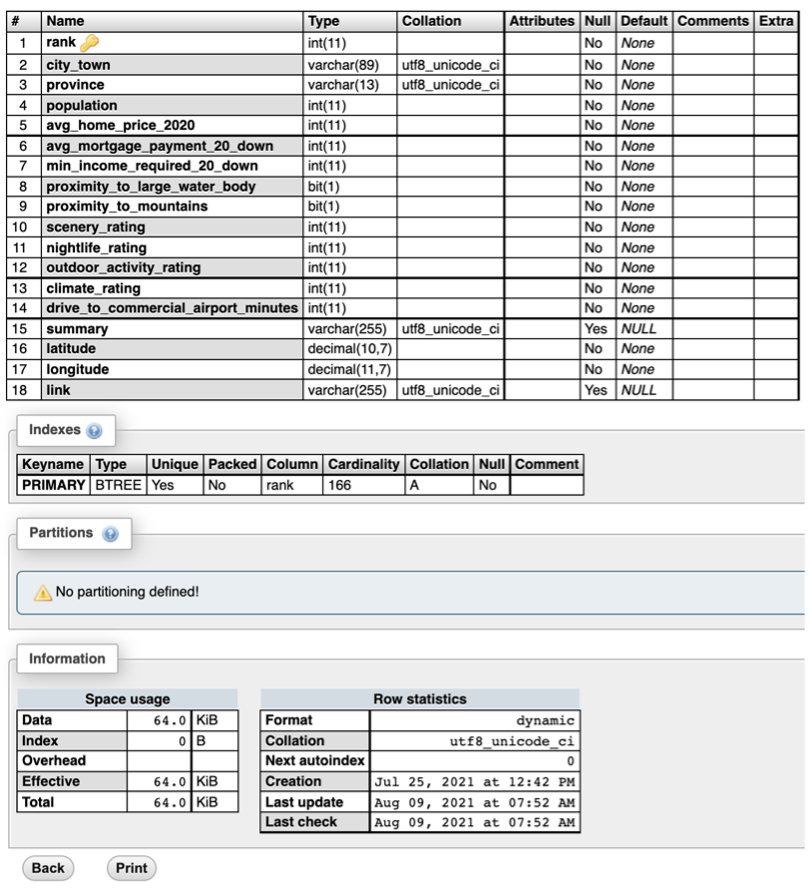 # Name Type Collation Attributes Null Default Comments Extra
1 rank int(11) No None
2 city_town varchar(89) utf8_unicode_ci No None
3 province varchar(13) utf8_unicode_ci No None
4 population int(11) No None
5 avg_home_price_2020 int(11) No None
6 avg_mortgage_payment_20_down int(11) No None
7 min_income_required_20_down int(11) No None
8 proximity_to_large_water_body bit(1) No None
9 proximity_to_mountains bit(1) No None
10 scenery_rating int(11) No None
11 nightlife_rating int(11) No None
12 outdoor_activity_rating int(11) No None
13 climate_rating int(11) No None
14 drive_to_commercial_airport_minutes int(11) No None
15 summary varchar(255) utf8_unicode_ci Yes NULL
16 latitude decimal(10,7) No None
17 longitude decimal(11,7) No None
18 link varchar(255) utf8_unicode_ci Yes NULL
Indexes
Keyname Type Unique Packed Column Cardinality Collation Null Comment
PRIMARY BTREE Yes No rank 166 A No
Partitions
No partitioning defined!
Information
Space usage
Data 64.0 KiB
Index 0 B
Overhead
Effective 64.0 KiB
Total 64.0 KiB
Row statistics
Format dynamic
Collation utf8_unicode_ci
Next autoindex 0
Creation Jul 25, 2021 at 12:42 PM
Last update Aug 09, 2021 at 07:52 AM
Last check Aug 09, 2021 at 07:52 AM
Back Print